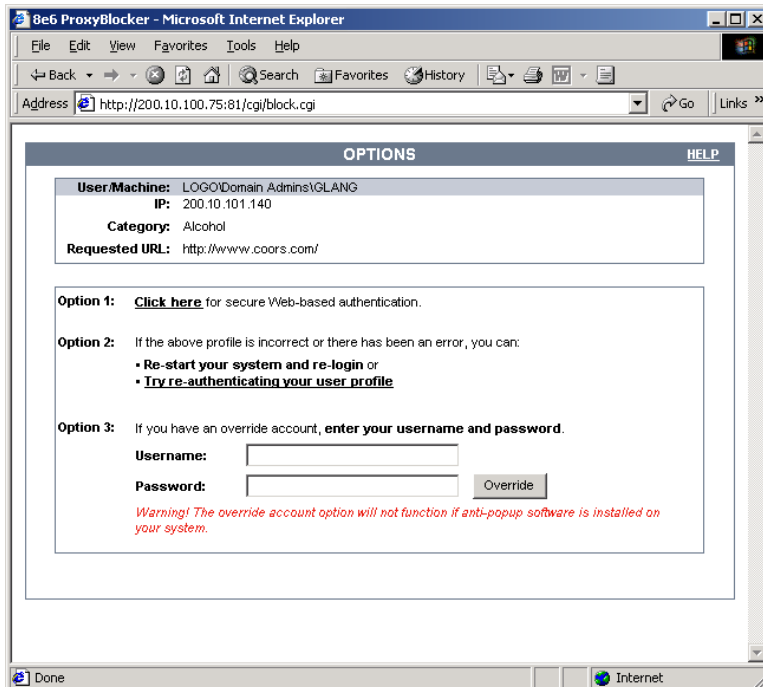 8e6 ProxyBlocker - Microsoft Internet Explorer
File Edit View Favorites Tools Help
Back Search Favorites History
Address http://200.10.100.75:81/cgi/block.cgi Go Links »
OPTIONS HELP
User/Machine: LOGO\Domain Admins\GLANG
IP: 200.10.101.140
Category: Alcohol
Requested URL: http://www.coors.com/
Option 1: Click here for secure Web-based authentication.
Option 2: If the above profile is incorrect or there has been an error, you can:
▪ Re-start your system and re-login or
▪ Try re-authenticating your user profile
Option 3: If you have an override account, enter your username and password.
Username:
Password: Override
Warning! The override account option will not function if anti-popup software is installed on
your system.
Done Internet